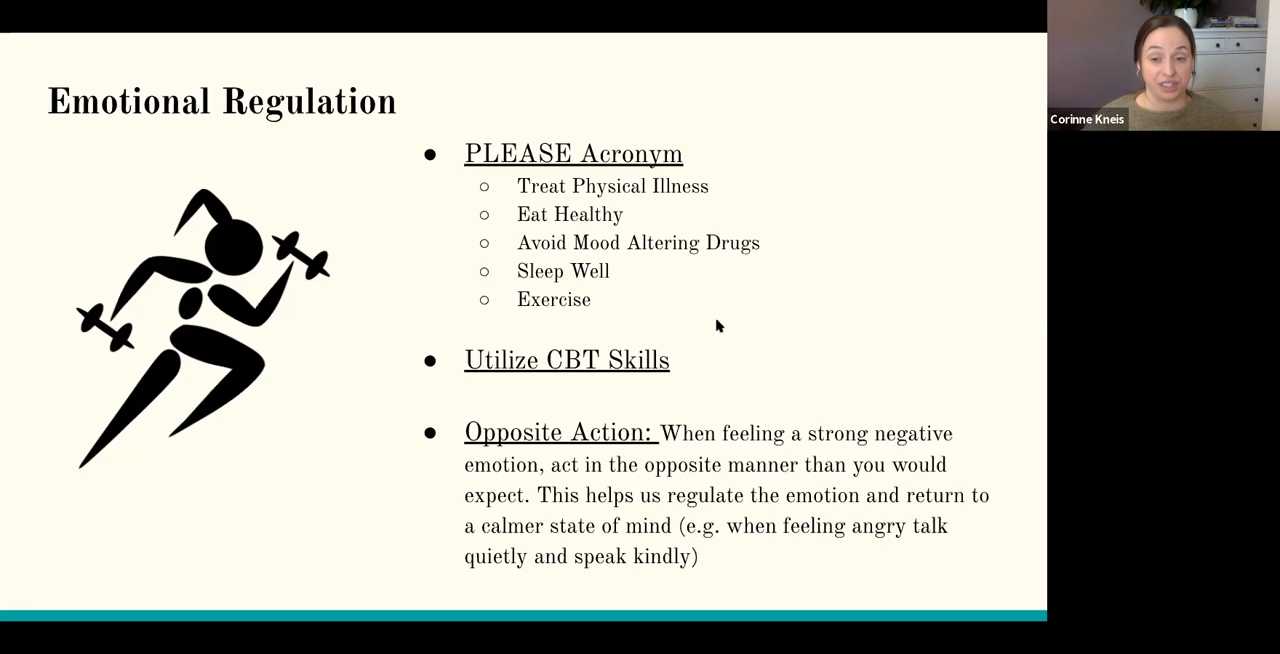 Emotional Regulation
● PLEASE Acronym
○ Treat Physical Illness
○ Eat Healthy
○ Avoid Mood Altering Drugs
○ Sleep Well
○ Exercise
● Utilize CBT Skills
● Opposite Action: When feeling a strong negative
emotion, act in the opposite manner than you would
expect. This helps us regulate the emotion and return to
a calmer state of mind (e.g. when feeling angry talk
quietly and speak kindly)
Corinne Kneis